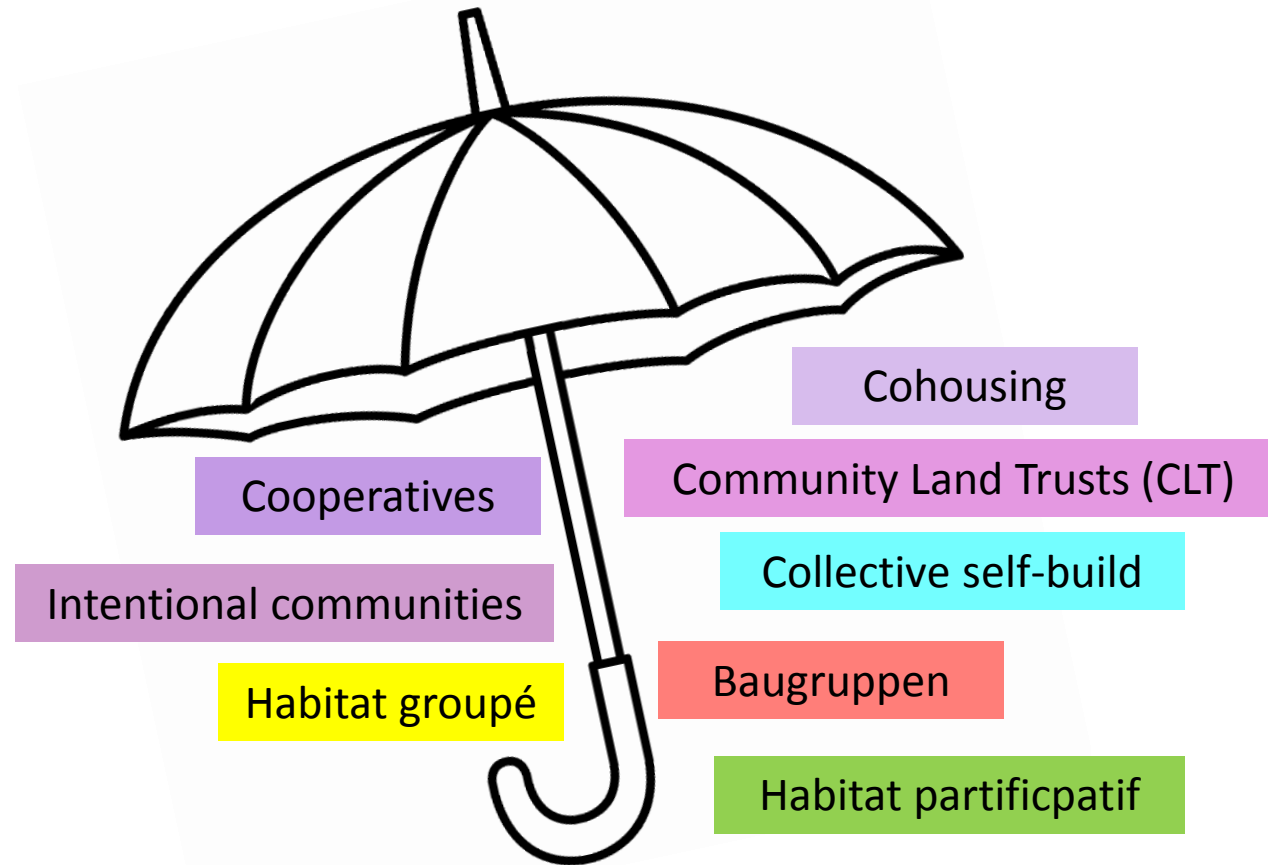 Cohousing
Community Land Trusts (CLT)
Cooperatives
Collective self-build
Intentional communities
Baugruppen
Habitat groupé
Habitat partificpatif